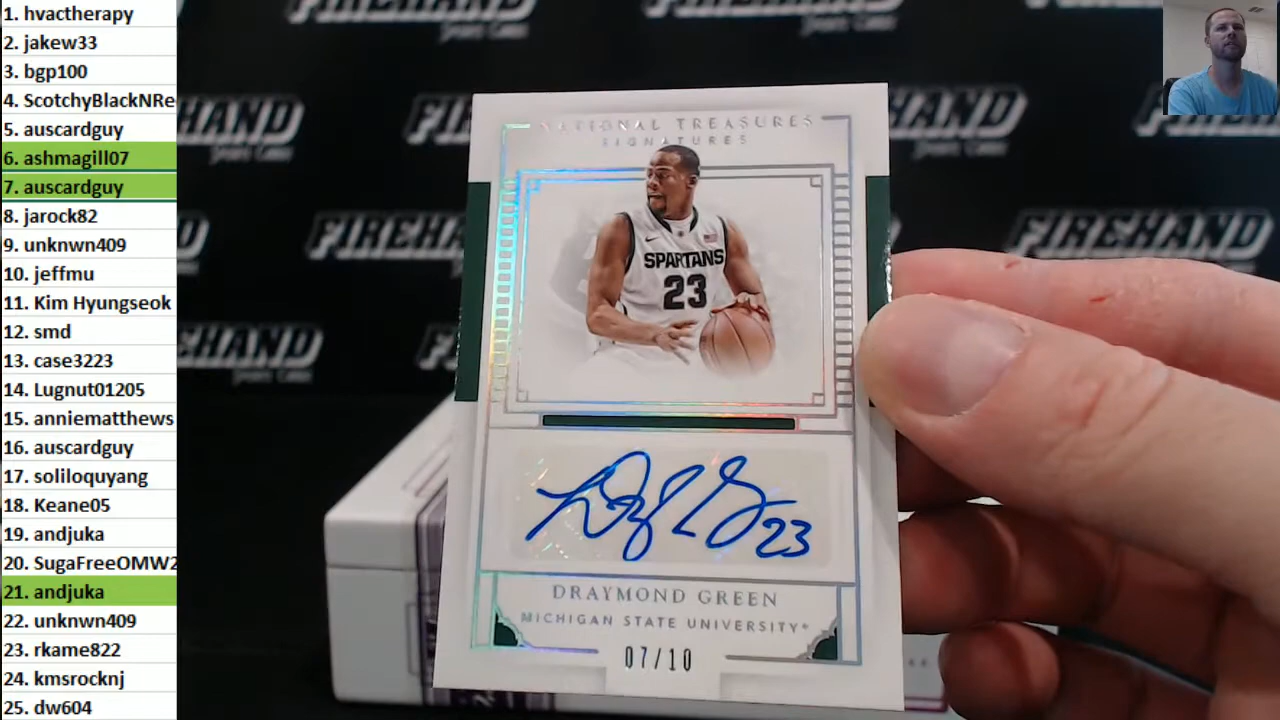 1. hvactherapy
2. jakew33
3. bgp100
4. ScotchyBlackNRe
5. auscardguy
6. ashmagill07
7. auscardguy
8. jarock82
9. unknwn409
10. jeffmu
11. Kim Hyungseok
12. smd
13. case3223
14. Lugnut01205
15. anniematthews
16. auscardguy
17. soliloquyang
18. Keane05
19. andjuka
20. SugaFreeOMW2
21. andjuka
22. unknwn409
23. rkame822
24. kmsrocknj
25. dw604
FIREHAND
FIREHAND
FIREHAND
NATIONAL TREASURES
SIGNATURES
SPARTANS
23
23
DRAYMOND GREEN
MICHIGAN STATE UNIVERSITY
07/10